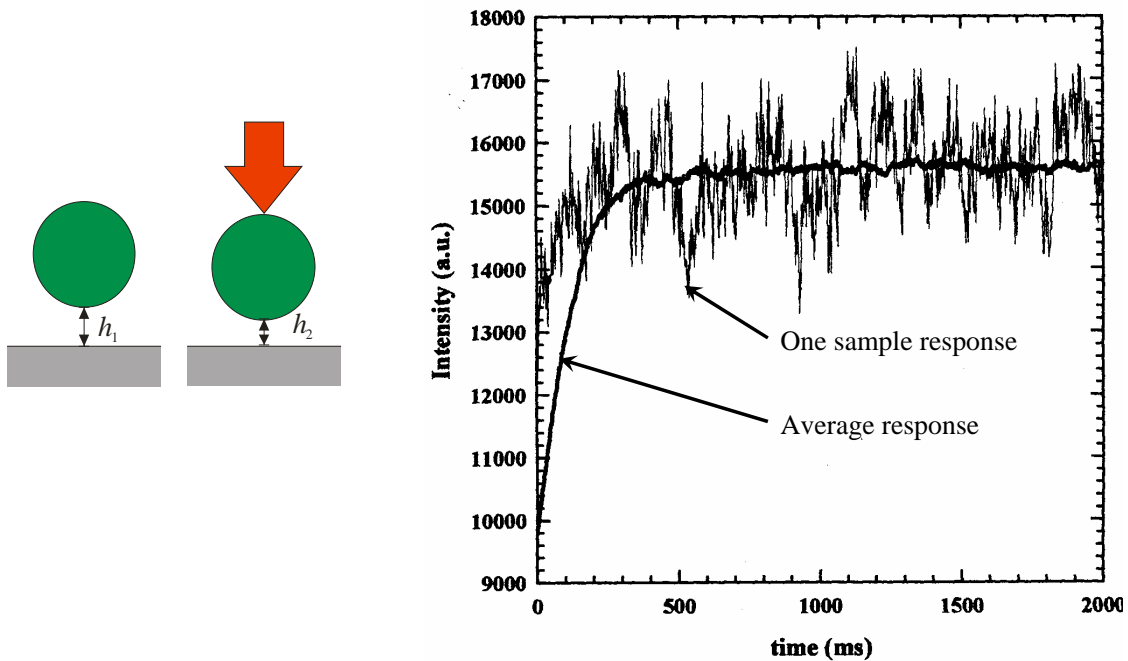 h₁
h₂
18000
17000
16000
15000
14000
13000
12000
11000
10000
9000
Intensity (a.u.)
One sample response
Average response
0
500
1000
1500
2000
time (ms)